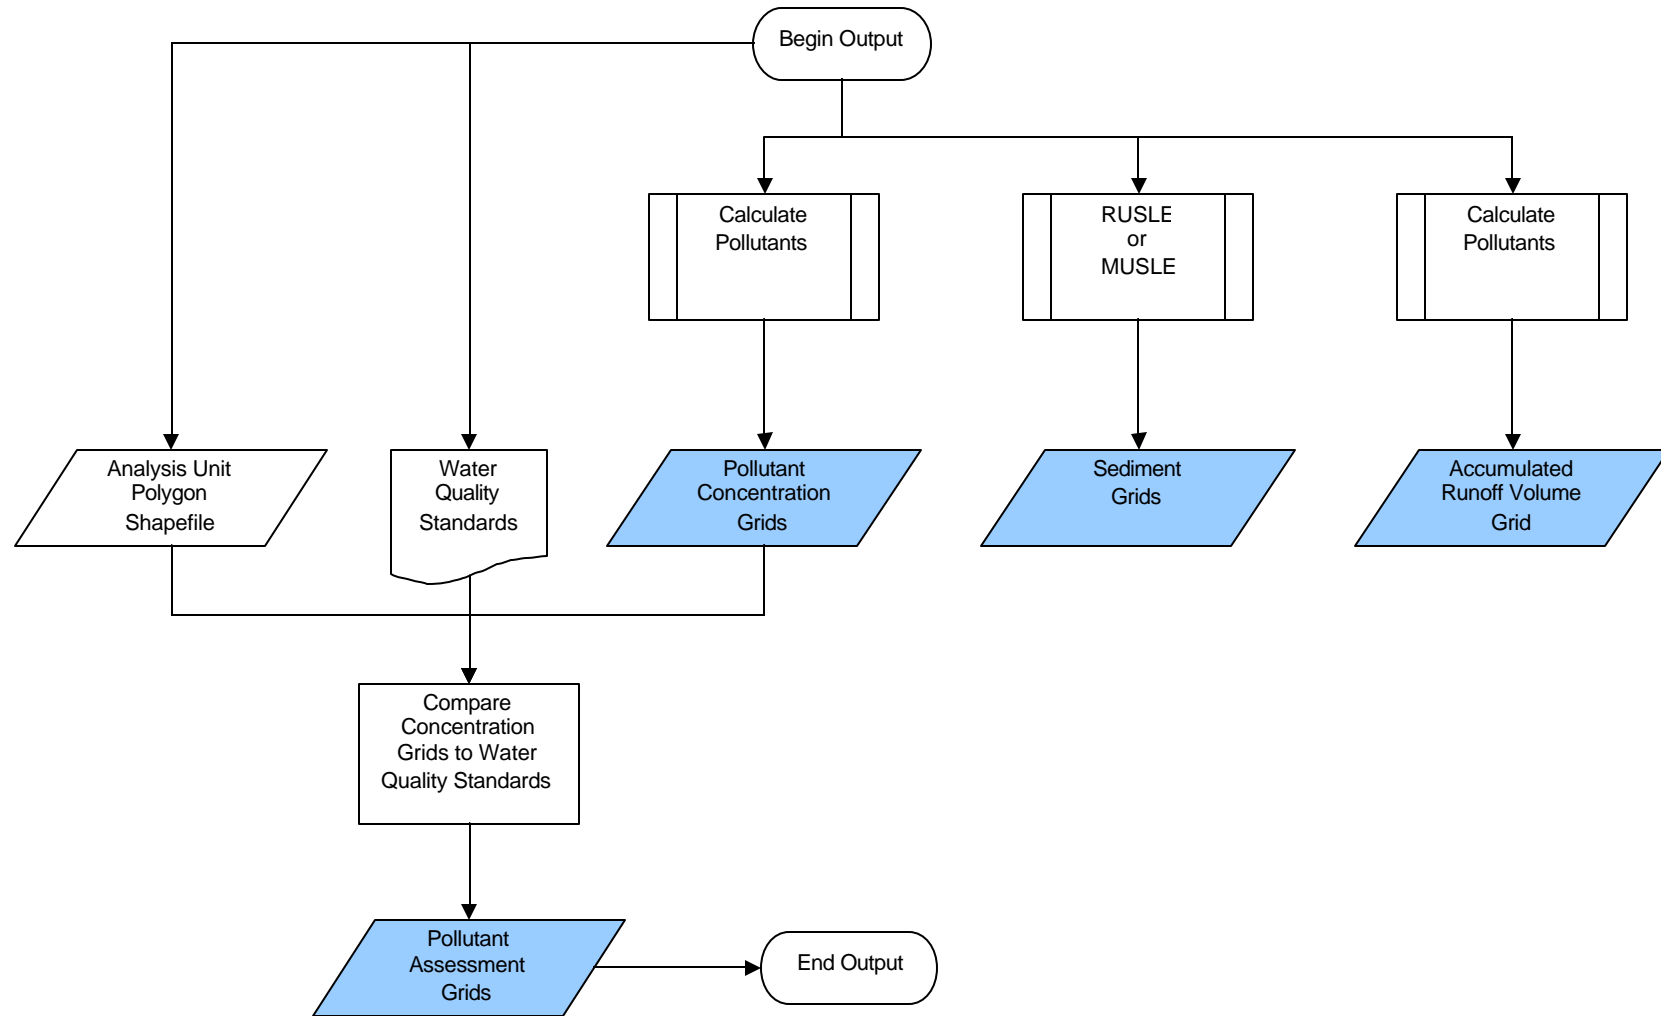 Begin Output
Calculate
Pollutants
RUSLE
or
MUSLE
Calculate
Pollutants
Analysis Unit
Polygon
Shapefile
Water
Quality
Standards
Pollutant
Concentration
Grids
Sediment
Grids
Accumulated
Runoff Volume
Grid
Compare
Concentration
Grids to Water
Quality Standards
Pollutant
Assessment
Grids
End Output